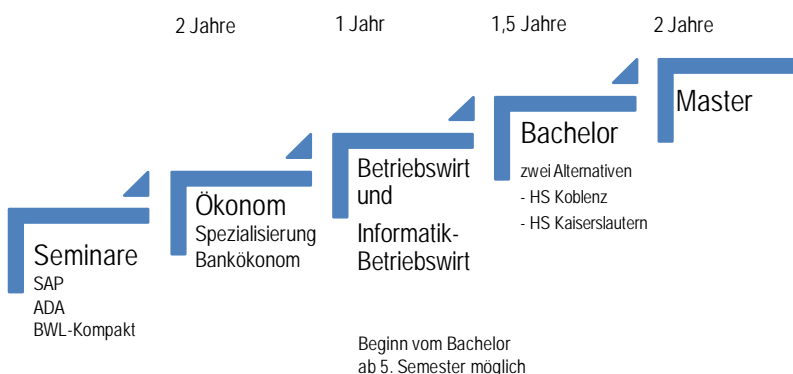 2 Jahre
1 Jahr
1,5 Jahre
2 Jahre
Seminare
SAP
ADA
BWL-Kompakt
Ökonom
Spezialisierung
Bankökonom
Betriebswirt
und
Informatik-
Betriebswirt
Beginn vom Bachelor
ab 5. Semester möglich
Bachelor
zwei Alternativen
- HS Koblenz
- HS Kaiserslautern
Master